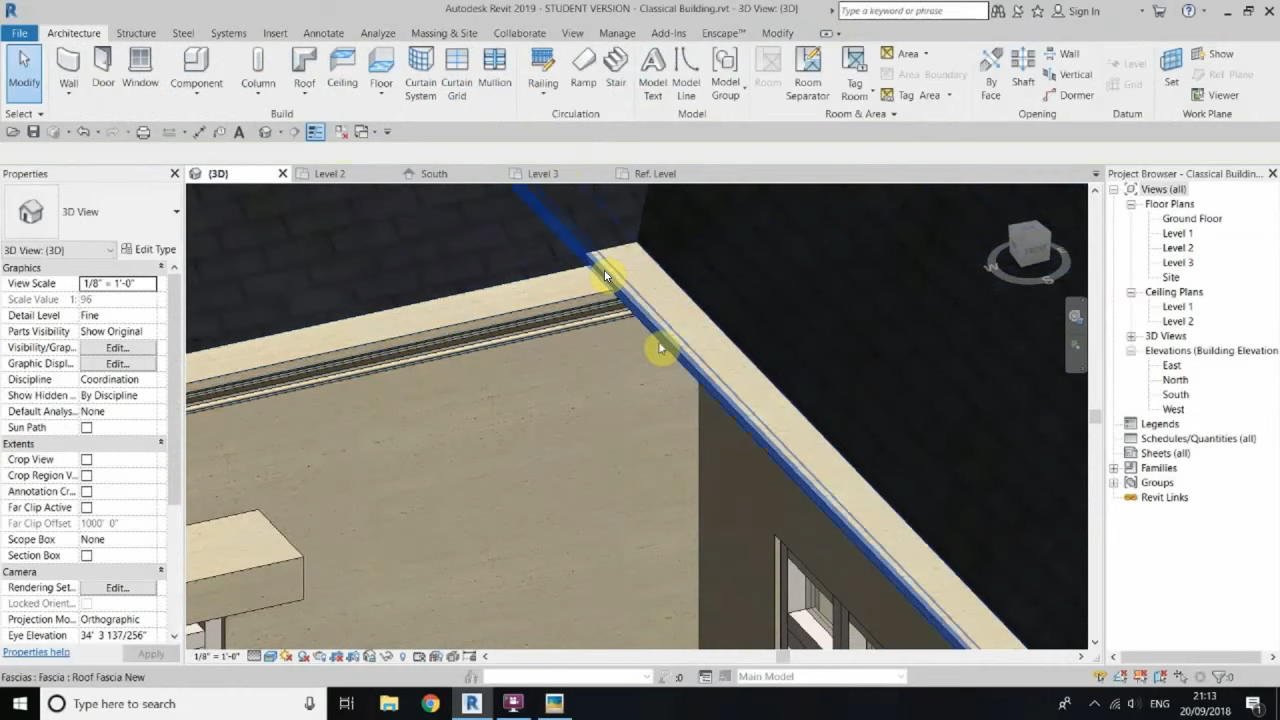 Autodesk Revit 2019 - STUDENT VERSION - Classical Building.rvt - 3D View: {3D}
Type a keyword or phrase
Sign In
File Architecture Structure Steel Systems Insert Annotate Analyze Massing & Site Collaborate View Manage Add-Ins Enscape™ Modify
Modify
Wall
Door
Window
Component
Column
Roof
Ceiling
Floor
Curtain System
Curtain Grid
Mullion
Railing
Ramp
Stair
Model Text
Model Line
Model Group
Room
Room Separator
Tag Room
Area
Area Boundary
Tag Area
By Face
Shaft
Wall
Vertical
Dormer
Level
Grid
Set
Show
Ref Plane
Viewer
Select Build Circulation Model Room & Area Opening Datum Work Plane
Properties
{3D} Level 2 South Level 3 Ref. Level
Project Browser - Classical Building...
3D View
3D View: {3D} Edit Type
Graphics
View Scale 1/8" = 1'-0"
Scale Value 1: 96
Detail Level Fine
Parts Visibility Show Original
Visibility/Grap... Edit...
Graphic Displ... Edit...
Discipline Coordination
Show Hidden ... By Discipline
Default Analys... None
Sun Path
Extents
Crop View
Crop Region V...
Annotation Cr...
Far Clip Active
Far Clip Offset 1000' 0"
Scope Box None
Section Box
Camera
Rendering Set... Edit...
Locked Orient...
Projection Mo... Orthographic
Eye Elevation 34' 3 137/256"
Properties help Apply
FRONT
W
S
Views (all)
Floor Plans
Ground Floor
Level 1
Level 2
Level 3
Site
Ceiling Plans
Level 1
Level 2
3D Views
Elevations (Building Elevation
East
North
South
West
Legends
Schedules/Quantities (all)
Sheets (all)
Families
Groups
Revit Links
1/8" = 1'-0"
Fascias : Fascia : Roof Fascia New
:0
Main Model
:0
Type here to search
ENG
21:13
20/09/2018